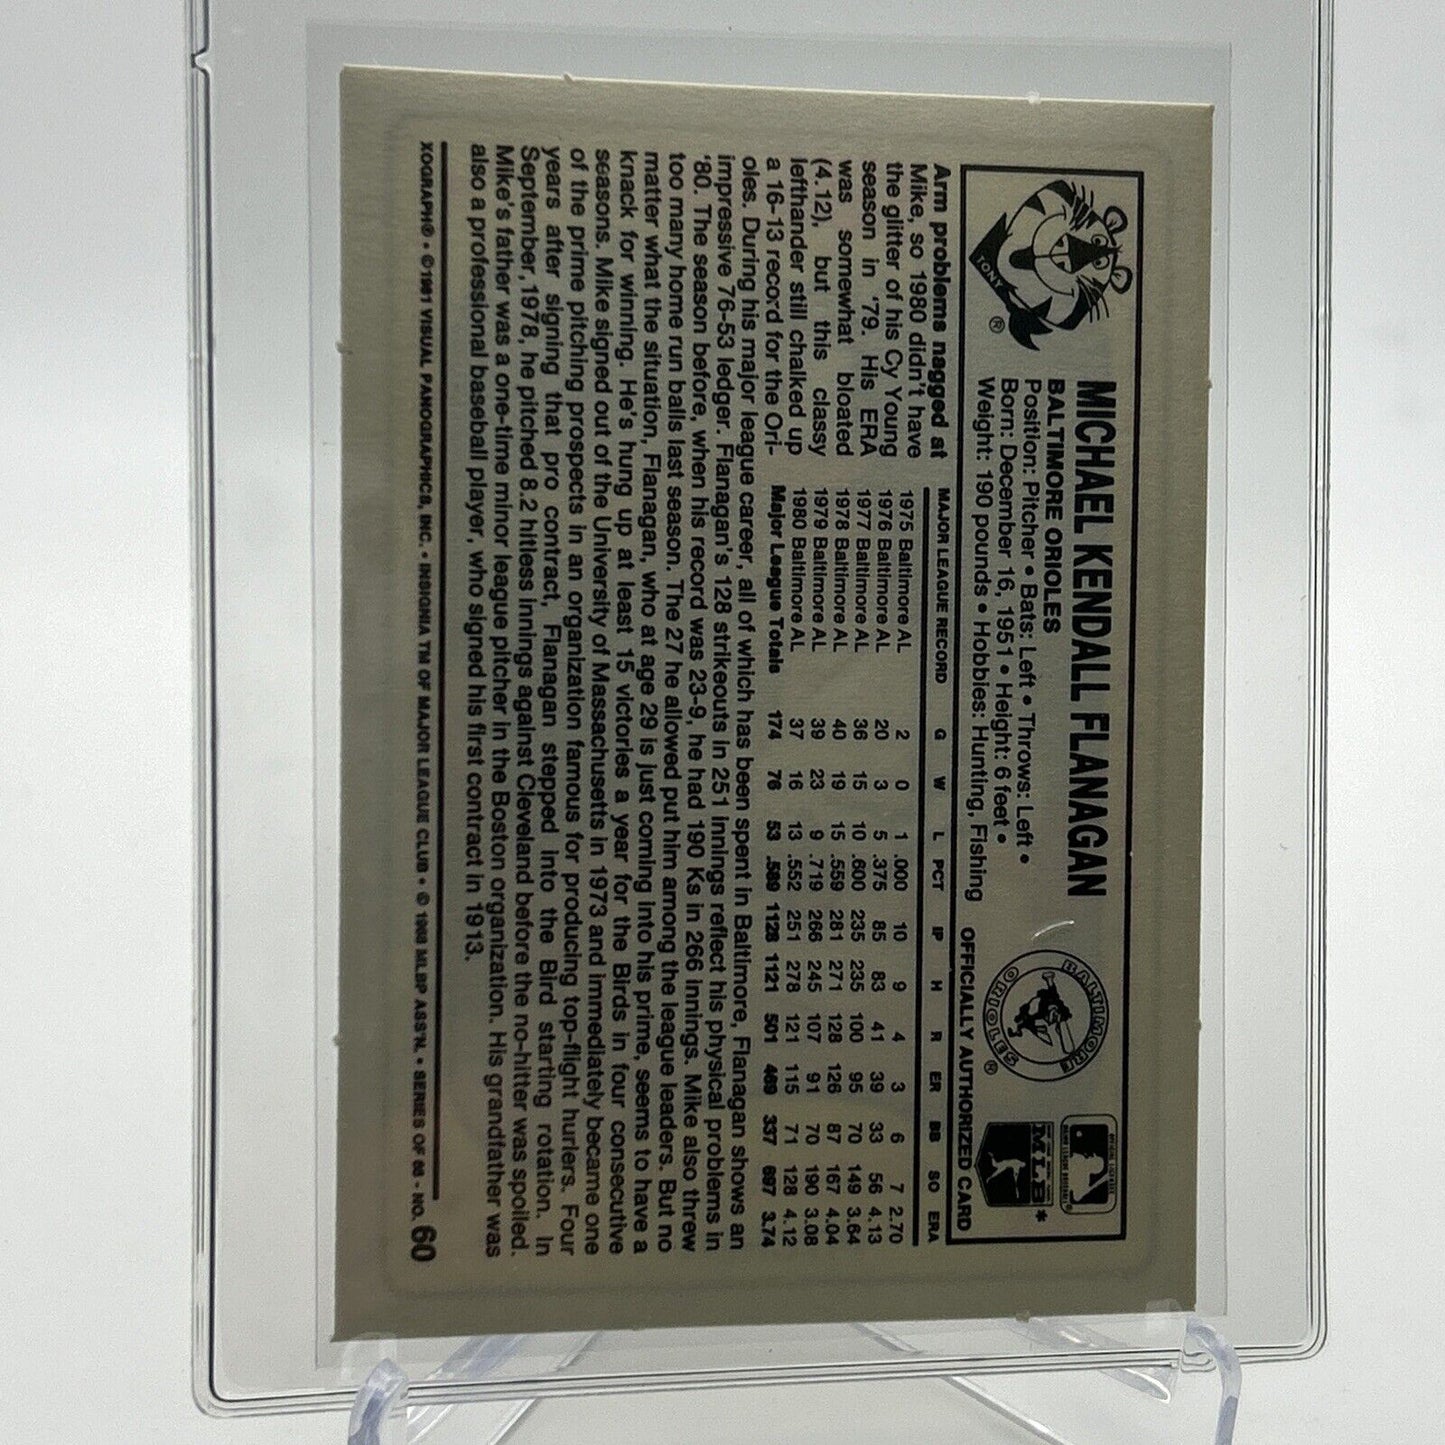 TONY
®
MICHAEL KENDALL FLANAGAN
BALTIMORE ORIOLES
Position: Pitcher • Bats: Left • Throws: Left •
Born: December 16, 1951 • Height: 6 feet •
Weight: 190 pounds • Hobbies: Hunting, Fishing
BALTIMORE ORIOLES
®
MLB*
OFFICIALLY AUTHORIZED CARD
MAJOR LEAGUE RECORD G W L PCT IP H R ER BB SO ERA
1975 Baltimore AL 2 0 1 .000 10 9 4 3 6 7 2.70
1976 Baltimore AL 20 3 5 .375 85 83 41 39 33 56 4.13
1977 Baltimore AL 36 15 10 .600 235 235 100 95 70 149 3.64
1978 Baltimore AL 40 19 15 .559 281 271 128 126 87 167 4.04
1979 Baltimore AL 39 23 9 .719 266 245 107 91 70 190 3.08
1980 Baltimore AL 37 16 13 .552 251 278 121 115 71 128 4.12
Major League Totals 174 76 53 .589 1128 1121 501 469 337 697 3.74
Arm problems nagged at
Mike, so 1980 didn't have
the glitter of his Cy Young
season in '79. His ERA
was somewhat bloated
(4.12), but this classy
lefthander still chalked up
a 16-13 record for the Ori-
oles. During his major league career, all of which has been spent in Baltimore, Flanagan shows an
impressive 76-53 ledger. Flanagan's 128 strikeouts in 251 innings reflect his physical problems in
'80. The season before, when his record was 23-9, he had 190 Ks in 266 innings. Mike also threw
too many home run balls last season. The 27 he allowed put him among the league leaders. But no
matter what the situation, Flanagan, who at age 29 is just coming into his prime, seems to have a
knack for winning. He's hung up at least 15 victories a year for the Birds in four consecutive
seasons. Mike signed out of the University of Massachusetts in 1973 and immediately became one
of the prime pitching prospects in an organization famous for producing top-flight hurlers. Four
years after signing that pro contract, Flanagan stepped into the Bird starting rotation. In
September, 1978, he pitched 8.2 hitless innings against Cleveland before the no-hitter was spoiled.
Mike's father was a one-time minor league pitcher in the Boston organization. His grandfather was
also a professional baseball player, who signed his first contract in 1913.
XOGRAPH® • ©1981 VISUAL PANOGRAPHICS, INC. • INSIGNIA TM OF MAJOR LEAGUE CLUB • © 1968 MLBP ASS'N. • SERIES OF 66 - NO. 60